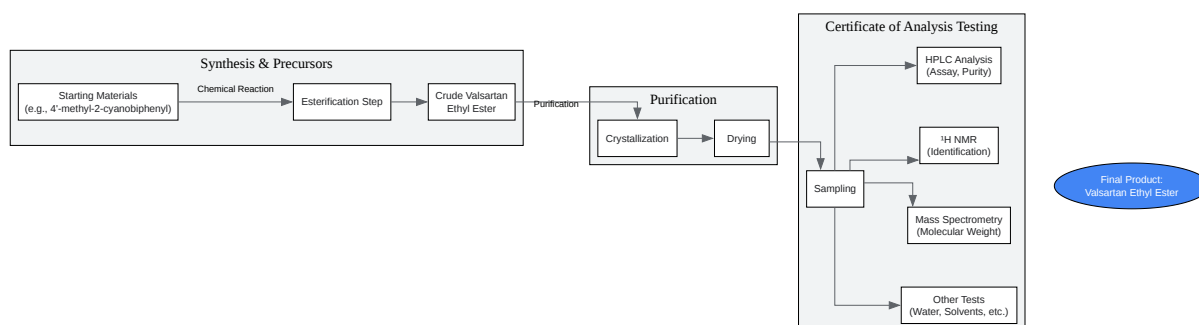 Synthesis & Precursors
Starting Materials
(e.g., 4'-methyl-2-cyanobiphenyl)
Chemical Reaction
Esterification Step
Crude Valsartan
Ethyl Ester
Purification
Purification
Crystallization
Drying
Certificate of Analysis Testing
Sampling
HPLC Analysis
(Assay, Purity)
¹H NMR
(Identification)
Mass Spectrometry
(Molecular Weight)
Other Tests
(Water, Solvents, etc.)
Final Product:
Valsartan Ethyl Ester